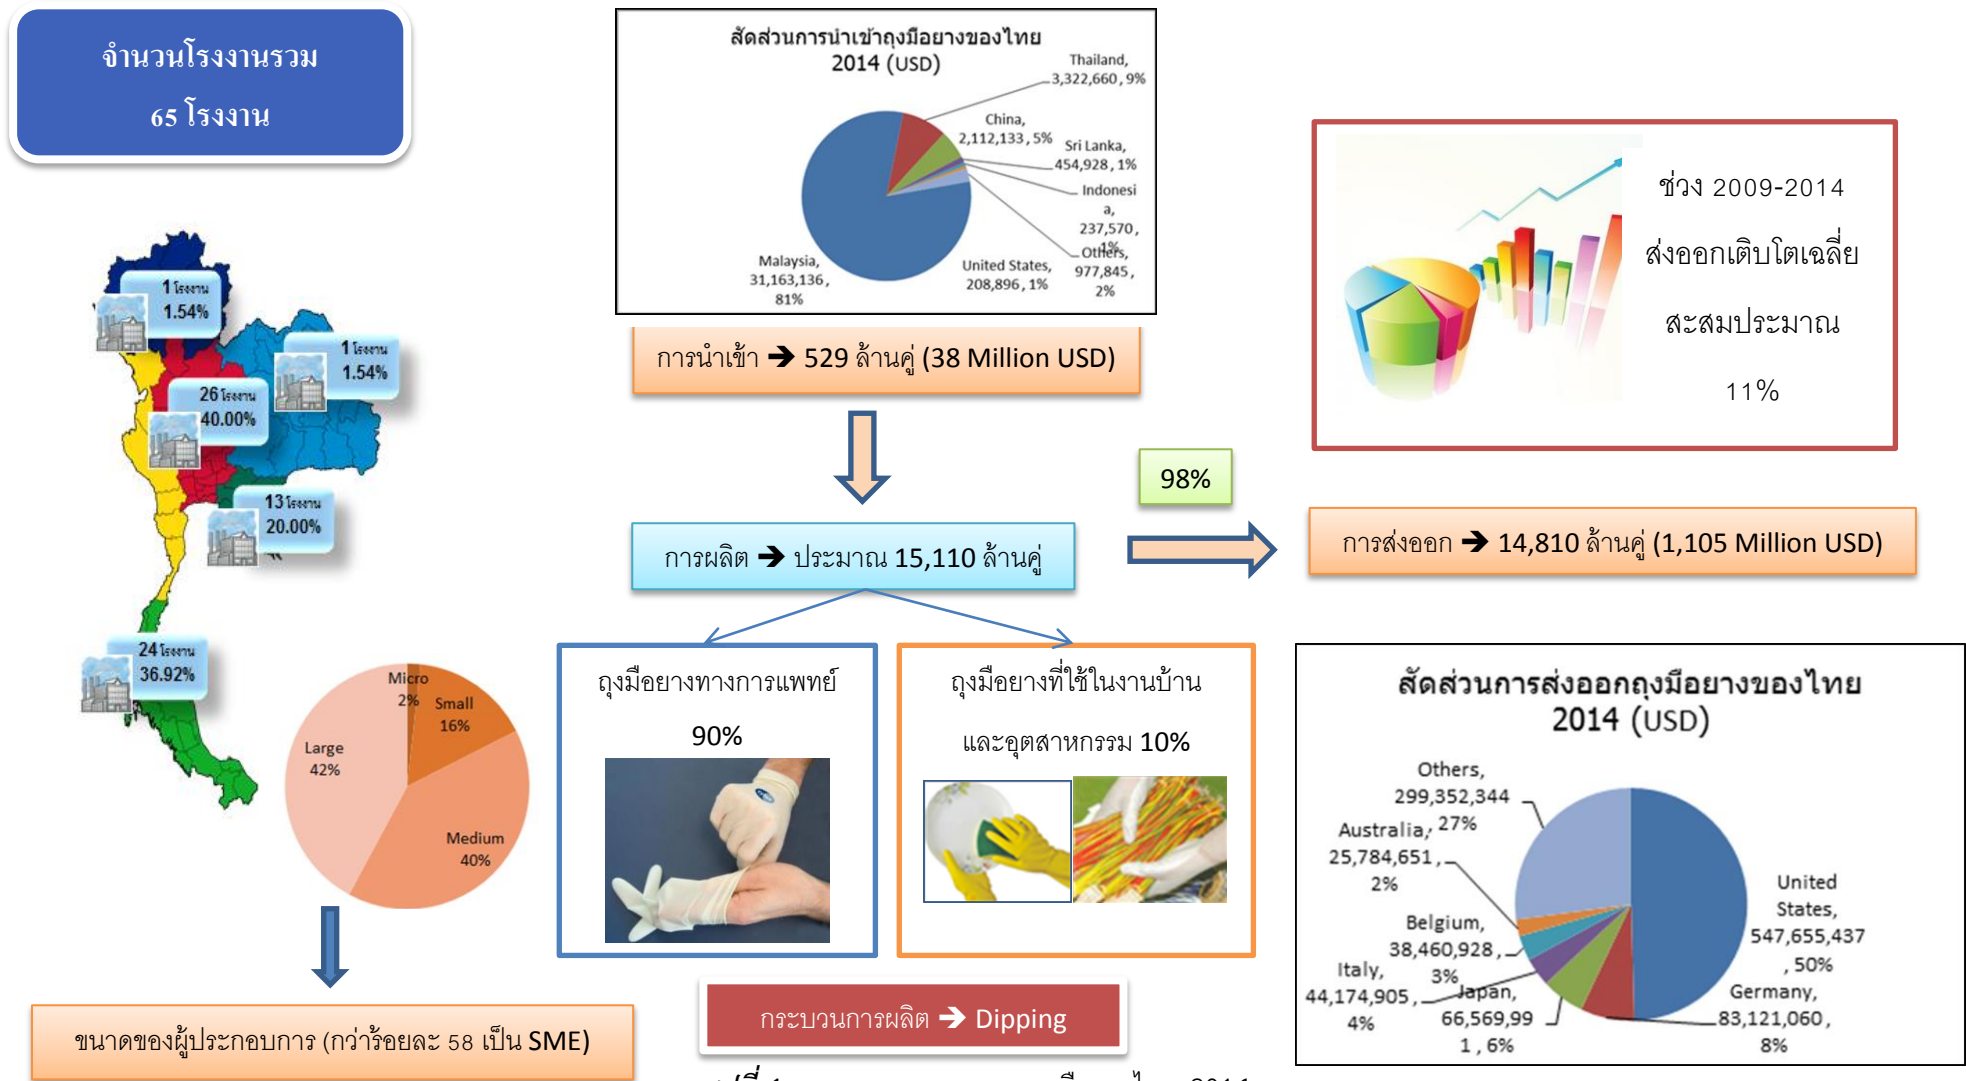 จำนวนโรงงานรวม
65 โรงงาน
1 โรงงาน
1.54%
1 โรงงาน
1.54%
26 โรงงาน
40.00%
13 โรงงาน
20.00%
24 โรงงาน
36.92%
Micro
2%
Small
16%
Large
42%
Medium
40%
ขนาดของผู้ประกอบการ (กว่าร้อยละ 58 เป็น SME)
สัดส่วนการนำเข้าถุงมือยางของไทย
2014 (USD)
Thailand,
3,322,660, 9%
China,
2,112,133, 5%
Sri Lanka,
454,928, 1%
Indonesi
a,
237,570,
1%
Others,
977,845,
2%
United States,
208,896, 1%
Malaysia,
31,163,136,
81%
การนำเข้า ➔ 529 ล้านคู่ (38 Million USD)
การผลิต ➔ ประมาณ 15,110 ล้านคู่
98%
ถุงมือยางทางการแพทย์
90%
ถุงมือยางที่ใช้ในงานบ้าน
และอุตสาหกรรม 10%
กระบวนการผลิต ➔ Dipping
ช่วง 2009-2014
ส่งออกเติบโตเฉลี่ย
สะสมประมาณ
11%
การส่งออก ➔ 14,810 ล้านคู่ (1,105 Million USD)
สัดส่วนการส่งออกถุงมือยางของไทย
2014 (USD)
Others,
299,352,344
, 27%
Australia,
25,784,651,
2%
Belgium,
38,460,928,
3%
Italy,
44,174,905,
4%
Japan,
66,569,99
1, 6%
Germany,
83,121,060,
8%
United
States,
547,655,437
, 50%